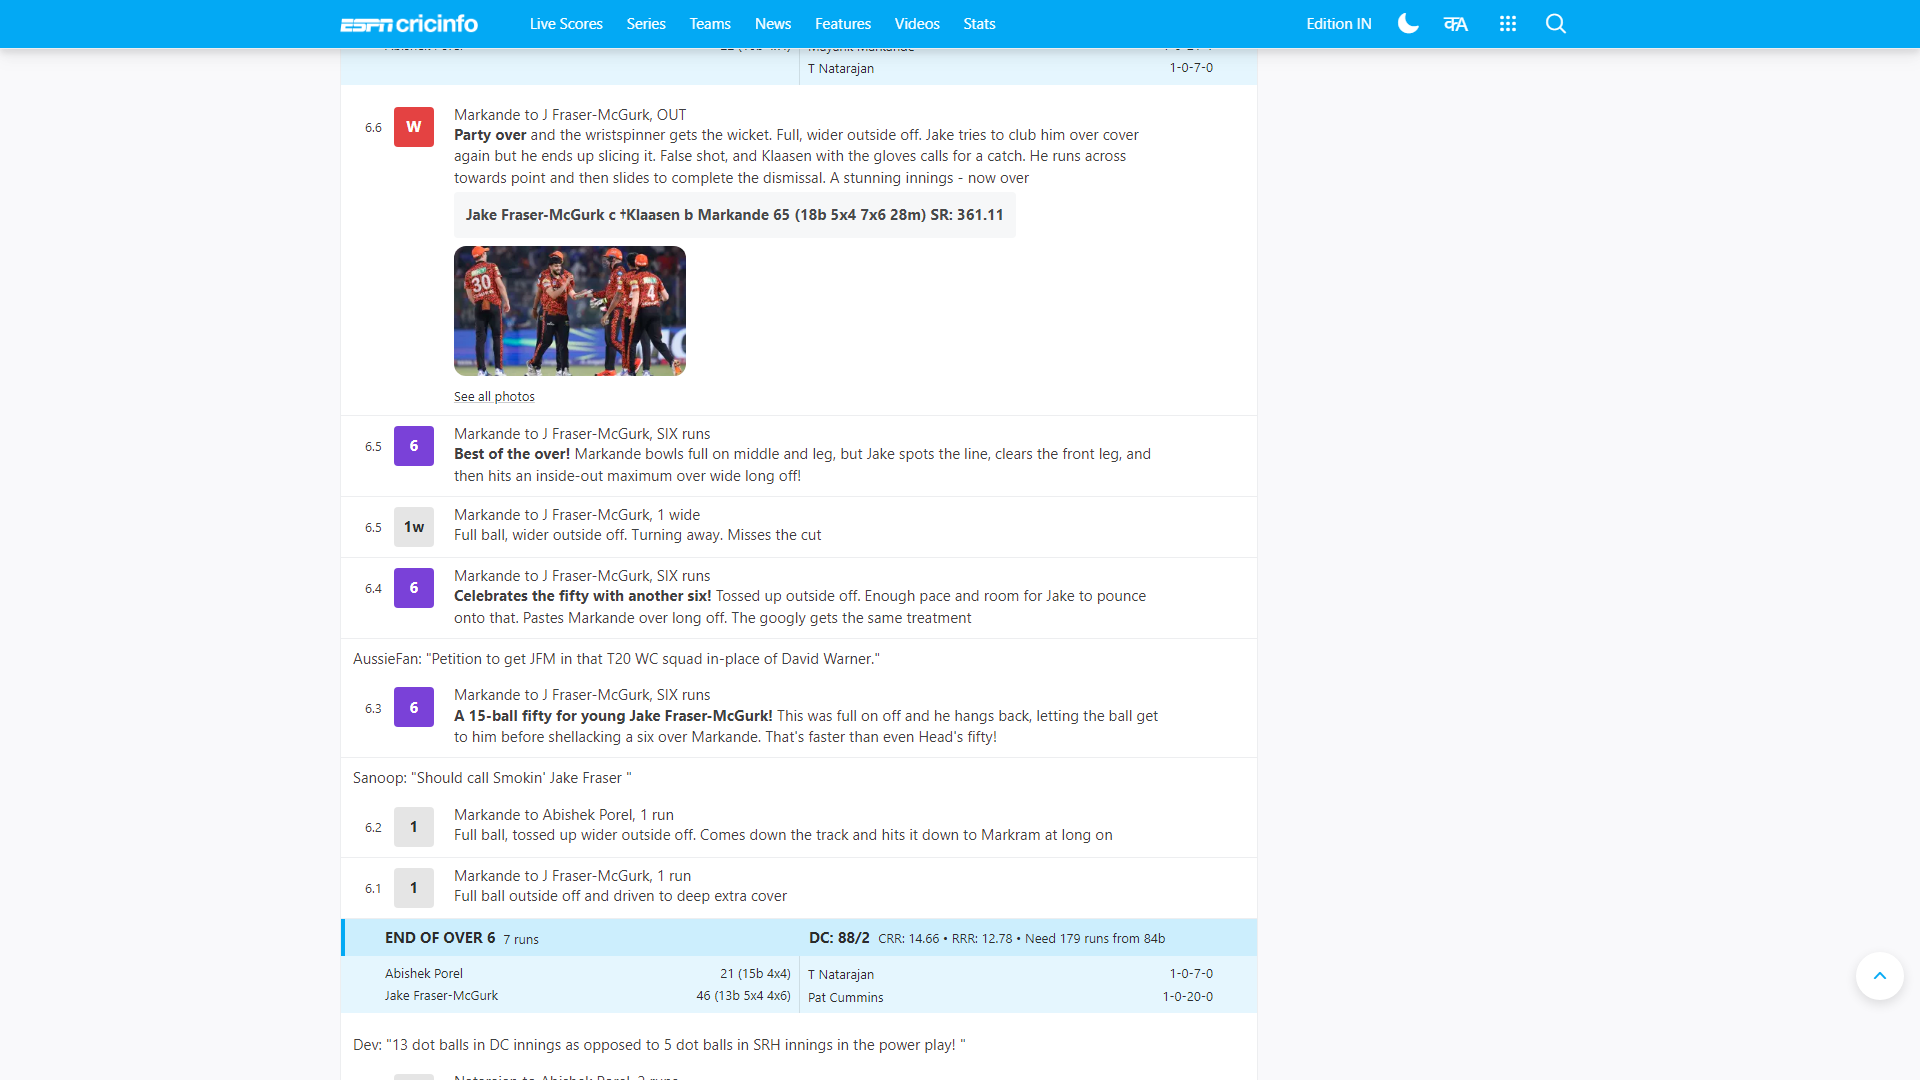 ESPN cricinfo Live Scores Series Teams News Features Videos Stats Edition IN क A
T Natarajan 1-0-7-0
6.6 W Markande to J Fraser-McGurk, OUT
Party over and the wristspinner gets the wicket. Full, wider outside off. Jake tries to club him over cover
again but he ends up slicing it. False shot, and Klaasen with the gloves calls for a catch. He runs across
towards point and then slides to complete the dismissal. A stunning innings - now over
Jake Fraser-McGurk c †Klaasen b Markande 65 (18b 5x4 7x6 28m) SR: 361.11
30
4
See all photos
6.5 6 Markande to J Fraser-McGurk, SIX runs
Best of the over! Markande bowls full on middle and leg, but Jake spots the line, clears the front leg, and
then hits an inside-out maximum over wide long off!
6.5 1w Markande to J Fraser-McGurk, 1 wide
Full ball, wider outside off. Turning away. Misses the cut
6.4 6 Markande to J Fraser-McGurk, SIX runs
Celebrates the fifty with another six! Tossed up outside off. Enough pace and room for Jake to pounce
onto that. Pastes Markande over long off. The googly gets the same treatment
AussieFan: "Petition to get JFM in that T20 WC squad in-place of David Warner."
6.3 6 Markande to J Fraser-McGurk, SIX runs
A 15-ball fifty for young Jake Fraser-McGurk! This was full on off and he hangs back, letting the ball get
to him before shellacking a six over Markande. That's faster than even Head's fifty!
Sanoop: "Should call Smokin' Jake Fraser "
6.2 1 Markande to Abishek Porel, 1 run
Full ball, tossed up wider outside off. Comes down the track and hits it down to Markram at long on
6.1 1 Markande to J Fraser-McGurk, 1 run
Full ball outside off and driven to deep extra cover
END OF OVER 6 7 runs DC: 88/2 CRR: 14.66 • RRR: 12.78 • Need 179 runs from 84b
Abishek Porel 21 (15b 4x4) T Natarajan 1-0-7-0
Jake Fraser-McGurk 46 (13b 5x4 4x6) Pat Cummins 1-0-20-0
Dev: "13 dot balls in DC innings as opposed to 5 dot balls in SRH innings in the power play! "